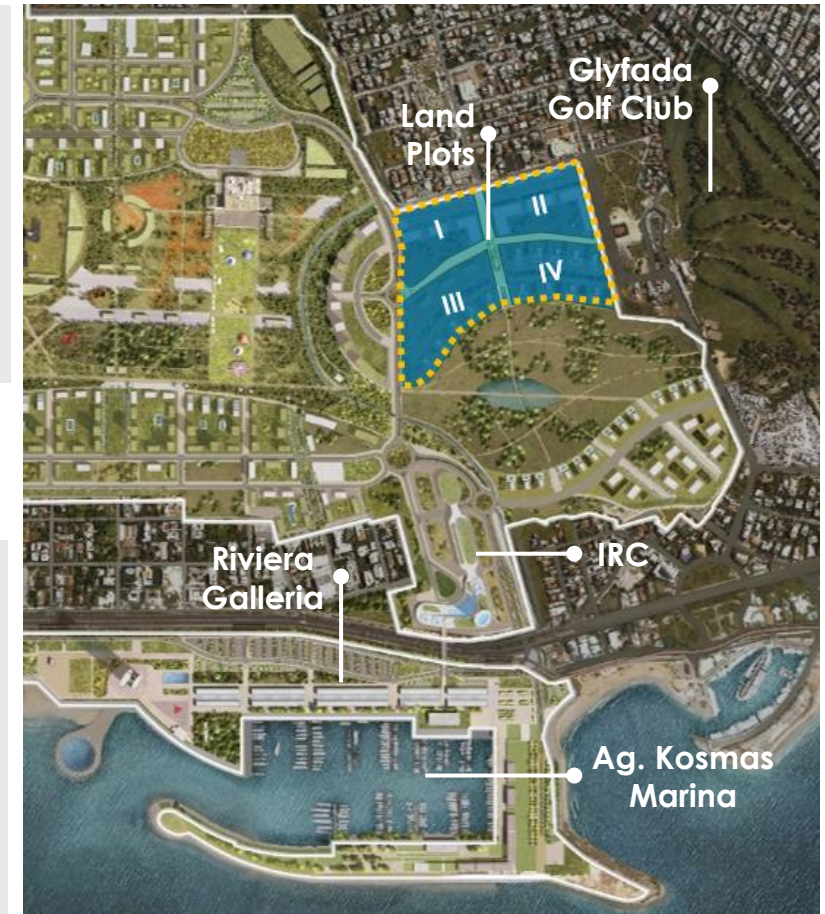 Glyfada
Golf Club
Land
Plots
I
II
III
IV
Riviera
Galleria
IRC
Ag. Kosmas
Marina